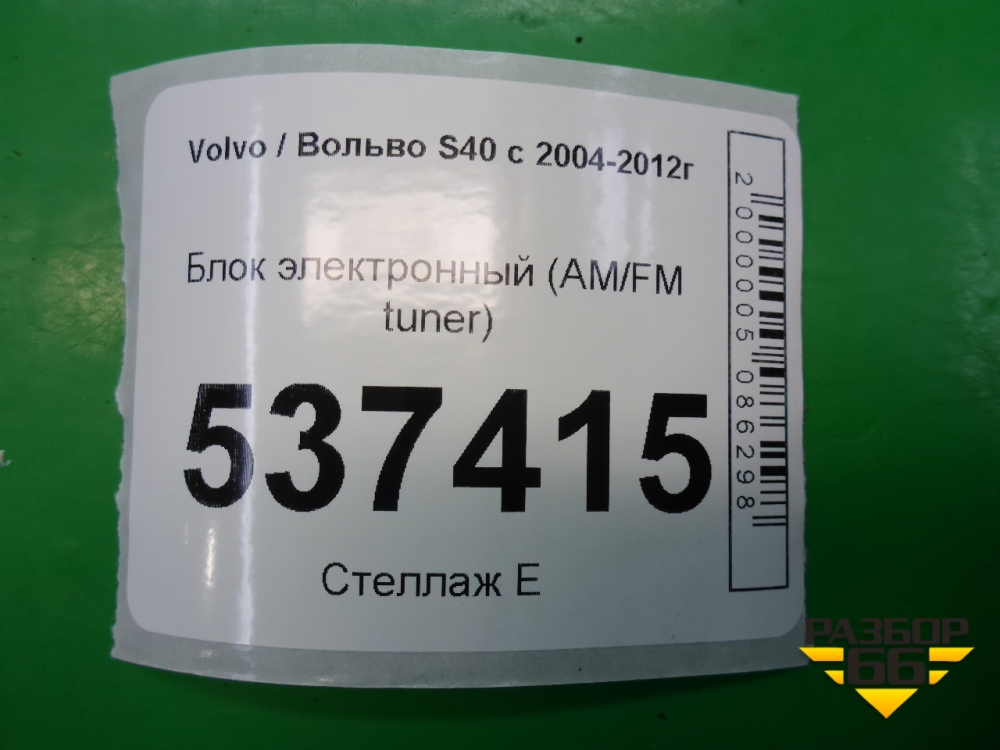 Volvo / Вольво S40 с 2004-2012г
Блок электронный (AM/FM
tuner)
537415
Стеллаж Е
2000005086298
РАЗБОР
66